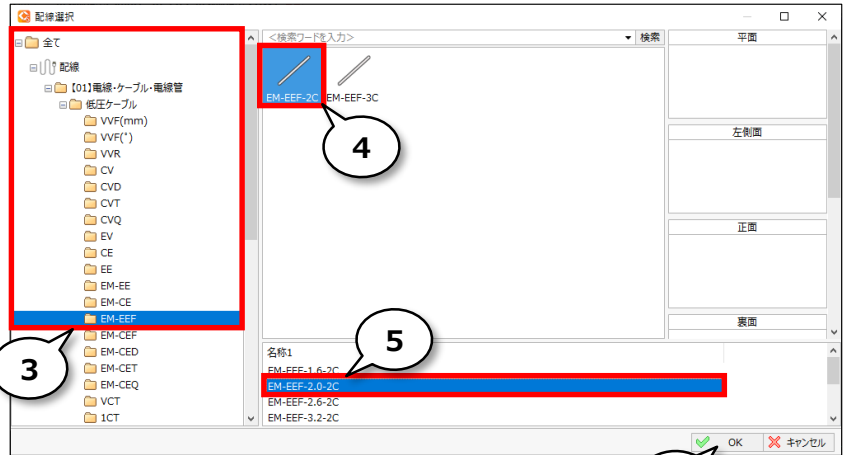 配線選択
全て
配線
【01】電線・ケーブル・電線管
低圧ケーブル
VVF(mm)
VVF(゜)
VVR
CV
CVD
CVT
CVQ
EV
CE
EE
EM-EE
EM-CE
EM-EEF
EM-CEF
EM-CED
EM-CET
EM-CEQ
VCT
1CT
3
<検索ワードを入力>
検索
EM-EEF-2C
EM-EEF-3C
4
平面
左側面
正面
裏面
5
名称1
EM-EEF-1.6-2C
EM-EEF-2.0-2C
EM-EEF-2.6-2C
EM-EEF-3.2-2C
OK
キャンセル